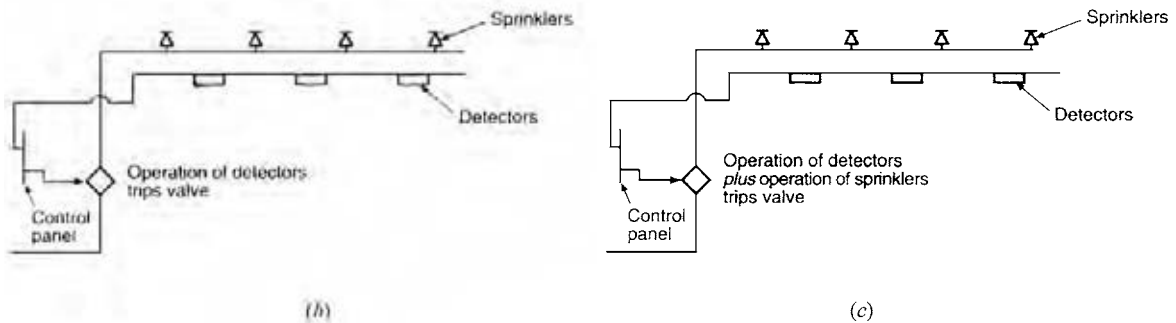 Sprinklers
Detectors
Operation of detectors
trips valve
Control
panel
(b)
Sprinklers
Detectors
Operation of detectors
plus operation of sprinklers
trips valve
Control
panel
(c)